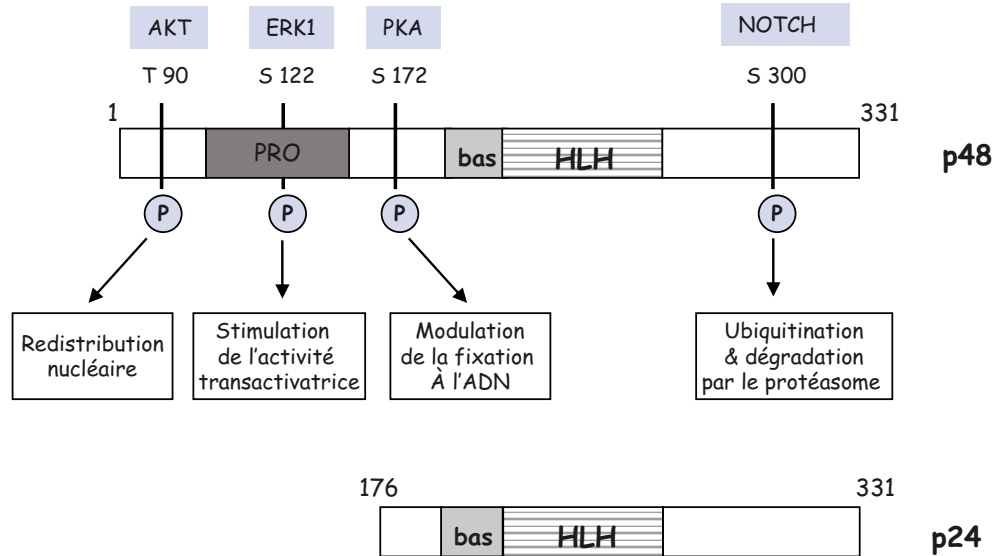 AKT ERK1 PKA NOTCH
T 90 S 122 S 172 S 300
1 331
PRO bas HLH p48
P P P P
Redistribution
nucléaire
Stimulation
de l'activité
transactivatrice
Modulation
de la fixation
À l'ADN
Ubiquitination
& dégradation
par le protéasome
176 331
bas HLH p24